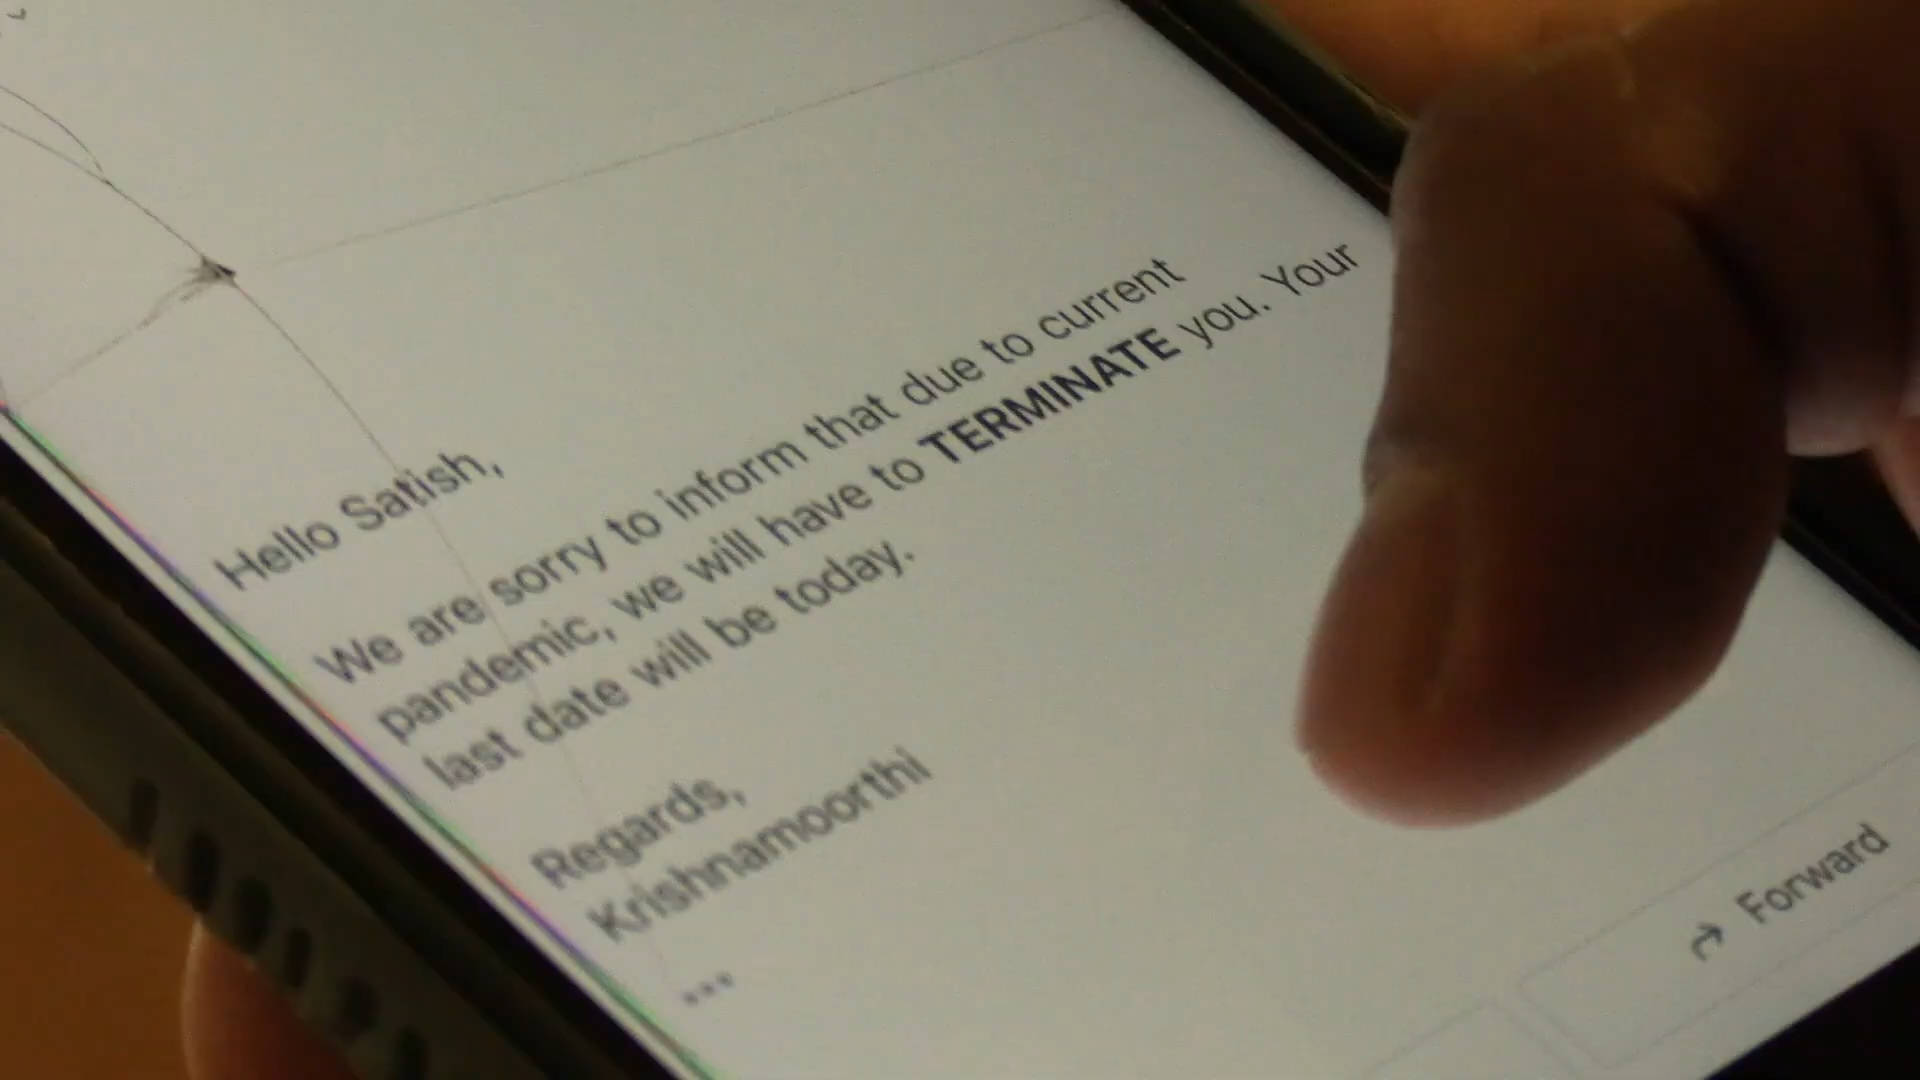 Hello Satish,
We are sorry to inform that due to current
pandemic, we will have to TERMINATE you. Your
last date will be today.
Regards,
Krishnamoorthi
...
Forward